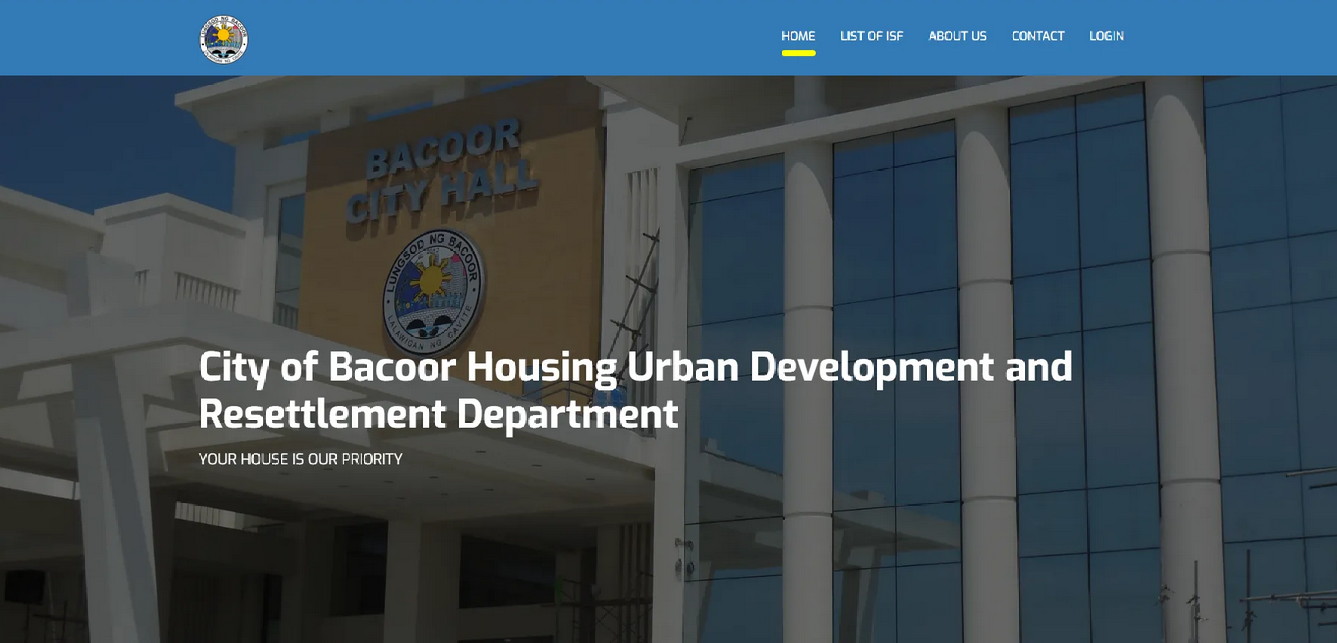 HOME LIST OF ISF ABOUT US CONTACT LOGIN
BACOOR
CITY HALL
LUNGSOD NG BACOOR
LALAWIGAN NG CAVITE
City of Bacoor Housing Urban Development and
Resettlement Department
YOUR HOUSE IS OUR PRIORITY